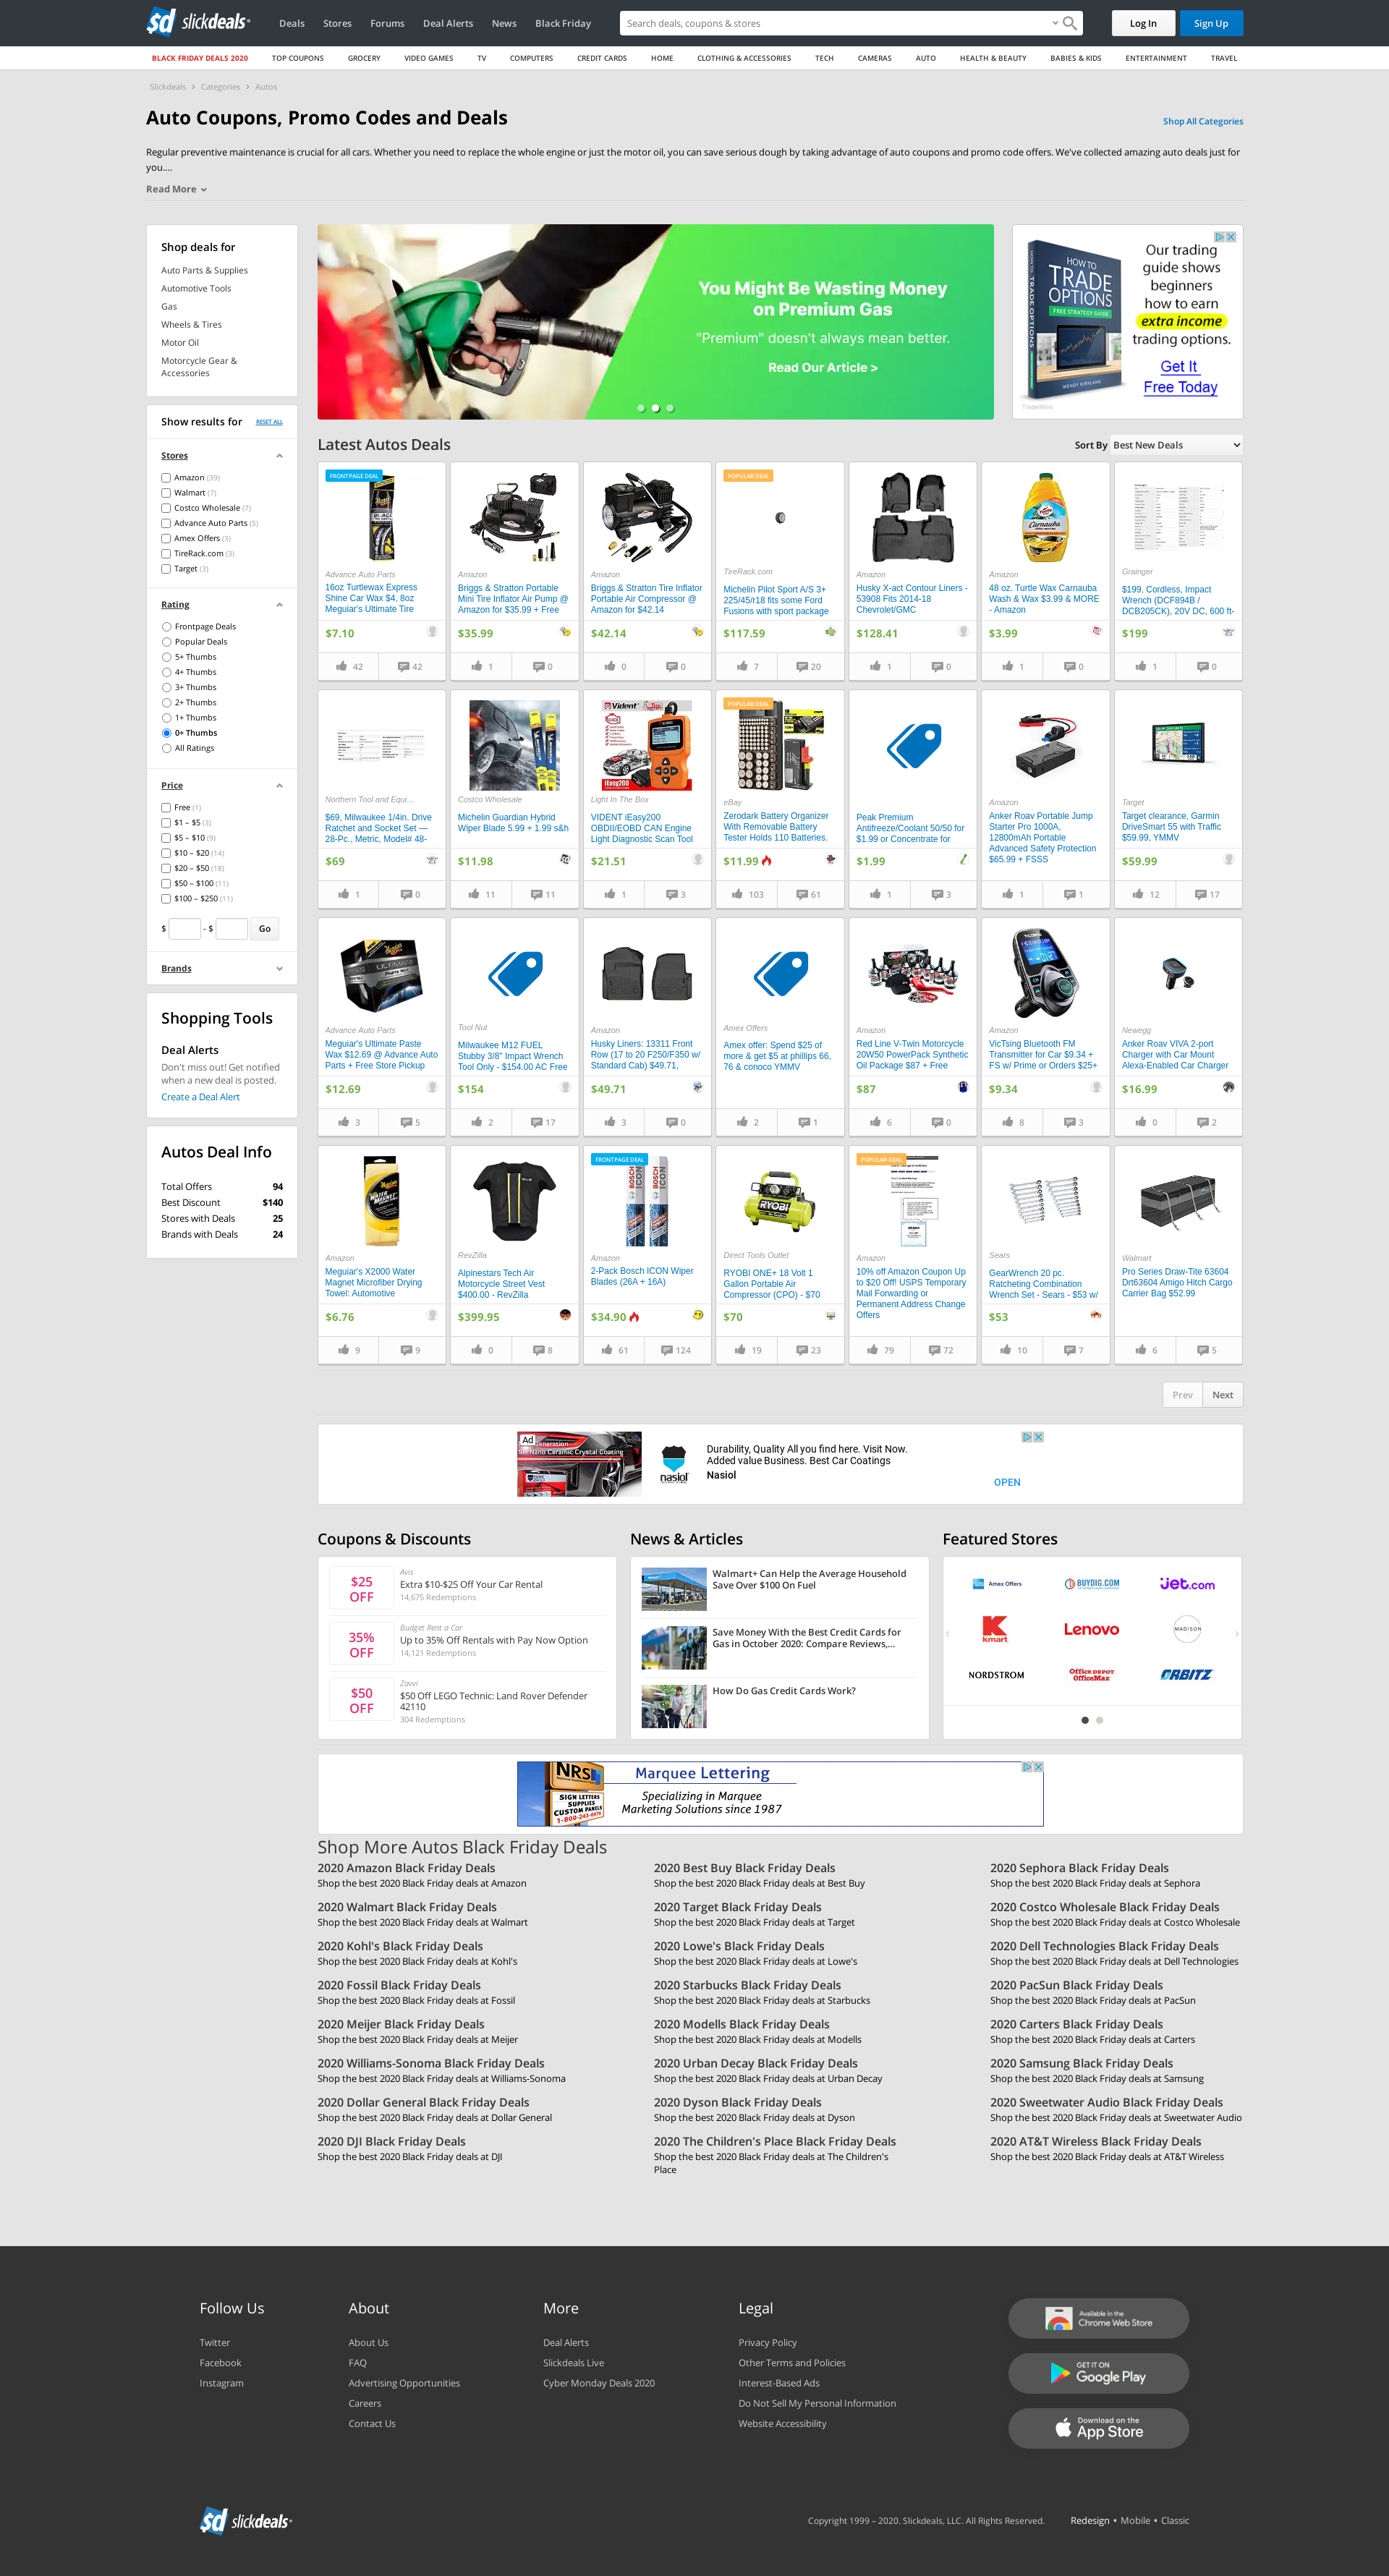 sd slickdeals
Deals Stores Forums Deal Alerts News Black Friday
Search deals, coupons & stores
Log In Sign Up
BLACK FRIDAY DEALS 2020 TOP COUPONS GROCERY VIDEO GAMES TV COMPUTERS CREDIT CARDS HOME CLOTHING & ACCESSORIES TECH CAMERAS AUTO HEALTH & BEAUTY BABIES & KIDS ENTERTAINMENT TRAVEL
Slickdeals > Categories > Autos
Auto Coupons, Promo Codes and Deals
Shop All Categories
Regular preventive maintenance is crucial for all cars. Whether you need to replace the whole engine or just the motor oil, you can save serious dough by taking advantage of auto coupons and promo code offers. We've collected amazing auto deals just for
you....
Read More
Shop deals for
Auto Parts & Supplies
Automotive Tools
Gas
Wheels & Tires
Motor Oil
Motorcycle Gear &
Accessories
Show results for RESET ALL
Stores
Amazon (39)
Walmart (7)
Costco Wholesale (7)
Advance Auto Parts (5)
Amex Offers (3)
TireRack.com (3)
Target (3)
Rating
Frontpage Deals
Popular Deals
5+ Thumbs
4+ Thumbs
3+ Thumbs
2+ Thumbs
1+ Thumbs
0+ Thumbs
All Ratings
Price
Free (1)
$1 – $5 (3)
$5 – $10 (9)
$10 – $20 (14)
$20 – $50 (18)
$50 – $100 (11)
$100 – $250 (11)
$ - $ Go
Brands
Shopping Tools
Deal Alerts
Don't miss out! Get notified
when a new deal is posted.
Create a Deal Alert
Autos Deal Info
Total Offers 94
Best Discount $140
Stores with Deals 25
Brands with Deals 24
You Might Be Wasting Money
on Premium Gas
"Premium" doesn't always mean better.
Read Our Article >
HOW TO
TRADE
OPTIONS
FREE STRATEGY GUIDE
WENDY KIRKLAND
TradeWins
Our trading
guide shows
beginners
how to earn
extra income
trading options.
Get It
Free Today
Latest Autos Deals
Sort By Best New Deals
FRONTPAGE DEAL
Advance Auto Parts
16oz Turtlewax Express
Shine Car Wax $4, 8oz
Meguiar's Ultimate Tire
$7.10
42 42
Amazon
Briggs & Stratton Portable
Mini Tire Inflator Air Pump @
Amazon for $35.99 + Free
$35.99
1 0
Amazon
Briggs & Stratton Tire Inflator
Portable Air Compressor @
Amazon for $42.14
$42.14
0 0
POPULAR DEAL
TireRack.com
Michelin Pilot Sport A/S 3+
225/45/r18 fits some Ford
Fusions with sport package
$117.59
7 20
Amazon
Husky X-act Contour Liners -
53908 Fits 2014-18
Chevrolet/GMC
$128.41
1 0
Amazon
48 oz. Turtle Wax Carnauba
Wash & Wax $3.99 & MORE
- Amazon
$3.99
1 0
Grainger
$199, Cordless, Impact
Wrench (DCF894B /
DCB205CK), 20V DC, 600 ft-
$199
1 0
Northern Tool and Equi…
$69, Milwaukee 1/4in. Drive
Ratchet and Socket Set —
28-Pc., Metric, Model# 48-
$69
1 0
Costco Wholesale
Michelin Guardian Hybrid
Wiper Blade 5.99 + 1.99 s&h
$11.98
11 11
Vident
iEasy200
Light In The Box
VIDENT iEasy200
OBDII/EOBD CAN Engine
Light Diagnostic Scan Tool
$21.51
1 3
POPULAR DEAL
eBay
Zerodark Battery Organizer
With Removable Battery
Tester Holds 110 Batteries.
$11.99
103 61
Peak Premium
Antifreeze/Coolant 50/50 for
$1.99 or Concentrate for
$1.99
1 3
Amazon
Anker Roav Portable Jump
Starter Pro 1000A,
12800mAh Portable
Advanced Safety Protection
$65.99 + FSSS
1 1
Target
Target clearance, Garmin
DriveSmart 55 with Traffic
$59.99, YMMV
$59.99
12 17
Advance Auto Parts
Meguiar's Ultimate Paste
Wax $12.69 @ Advance Auto
Parts + Free Store Pickup
$12.69
3 5
Tool Nut
Milwaukee M12 FUEL
Stubby 3/8" Impact Wrench
Tool Only - $154.00 AC Free
$154
2 17
Amazon
Husky Liners: 13311 Front
Row (17 to 20 F250/F350 w/
Standard Cab) $49.71,
$49.71
3 0
Amex Offers
Amex offer: Spend $25 of
more & get $5 at phillips 66,
76 & conoco YMMV
2 1
Amazon
Red Line V-Twin Motorcycle
20W50 PowerPack Synthetic
Oil Package $87 + Free
$87
6 0
Amazon
VicTsing Bluetooth FM
Transmitter for Car $9.34 +
FS w/ Prime or Orders $25+
$9.34
8 3
Newegg
Anker Roav VIVA 2-port
Charger with Car Mount
Alexa-Enabled Car Charger
$16.99
0 2
Amazon
Meguiar's X2000 Water
Magnet Microfiber Drying
Towel: Automotive
$6.76
9 9
RevZilla
Alpinestars Tech Air
Motorcycle Street Vest
$400.00 - RevZilla
$399.95
0 8
FRONTPAGE DEAL
BOSCH ICON
Amazon
2-Pack Bosch ICON Wiper
Blades (26A + 16A)
$34.90
61 124
RYOBI
Direct Tools Outlet
RYOBI ONE+ 18 Volt 1
Gallon Portable Air
Compressor (CPO) - $70
$70
19 23
POPULAR DEAL
Amazon
10% off Amazon Coupon Up
to $20 Off! USPS Temporary
Mail Forwarding or
Permanent Address Change
Offers
79 72
Sears
GearWrench 20 pc.
Ratcheting Combination
Wrench Set - Sears - $53 w/
$53
10 7
Walmart
Pro Series Draw-Tite 63604
Drt63604 Amigo Hitch Cargo
Carrier Bag $52.99
6 5
Prev Next
Ad
Nano Ceramic Crystal Coating
nasiol
Durability, Quality All you find here. Visit Now.
Added value Business. Best Car Coatings
Nasiol
OPEN
Coupons & Discounts
$25
OFF
Avis
Extra $10-$25 Off Your Car Rental
14,675 Redemptions
35%
OFF
Budget Rent a Car
Up to 35% Off Rentals with Pay Now Option
14,121 Redemptions
$50
OFF
Zavvi
$50 Off LEGO Technic: Land Rover Defender
42110
304 Redemptions
News & Articles
Walmart+ Can Help the Average Household
Save Over $100 On Fuel
Save Money With the Best Credit Cards for
Gas in October 2020: Compare Reviews,...
How Do Gas Credit Cards Work?
Featured Stores
Amex Offers BUYDIG.COM jet.com
kmart Lenovo MADISON
NORDSTROM Office DEPOT OfficeMax ORBITZ
NRS
SIGN LETTERS
SUPPLIES
CUSTOM PANELS
1-800-243-6676
Marquee Lettering
Specializing in Marquee
Marketing Solutions since 1987
Shop More Autos Black Friday Deals
2020 Amazon Black Friday Deals
Shop the best 2020 Black Friday deals at Amazon
2020 Best Buy Black Friday Deals
Shop the best 2020 Black Friday deals at Best Buy
2020 Sephora Black Friday Deals
Shop the best 2020 Black Friday deals at Sephora
2020 Walmart Black Friday Deals
Shop the best 2020 Black Friday deals at Walmart
2020 Target Black Friday Deals
Shop the best 2020 Black Friday deals at Target
2020 Costco Wholesale Black Friday Deals
Shop the best 2020 Black Friday deals at Costco Wholesale
2020 Kohl's Black Friday Deals
Shop the best 2020 Black Friday deals at Kohl's
2020 Lowe's Black Friday Deals
Shop the best 2020 Black Friday deals at Lowe's
2020 Dell Technologies Black Friday Deals
Shop the best 2020 Black Friday deals at Dell Technologies
2020 Fossil Black Friday Deals
Shop the best 2020 Black Friday deals at Fossil
2020 Starbucks Black Friday Deals
Shop the best 2020 Black Friday deals at Starbucks
2020 PacSun Black Friday Deals
Shop the best 2020 Black Friday deals at PacSun
2020 Meijer Black Friday Deals
Shop the best 2020 Black Friday deals at Meijer
2020 Modells Black Friday Deals
Shop the best 2020 Black Friday deals at Modells
2020 Carters Black Friday Deals
Shop the best 2020 Black Friday deals at Carters
2020 Williams-Sonoma Black Friday Deals
Shop the best 2020 Black Friday deals at Williams-Sonoma
2020 Urban Decay Black Friday Deals
Shop the best 2020 Black Friday deals at Urban Decay
2020 Samsung Black Friday Deals
Shop the best 2020 Black Friday deals at Samsung
2020 Dollar General Black Friday Deals
Shop the best 2020 Black Friday deals at Dollar General
2020 Dyson Black Friday Deals
Shop the best 2020 Black Friday deals at Dyson
2020 Sweetwater Audio Black Friday Deals
Shop the best 2020 Black Friday deals at Sweetwater Audio
2020 DJI Black Friday Deals
Shop the best 2020 Black Friday deals at DJI
2020 The Children's Place Black Friday Deals
Shop the best 2020 Black Friday deals at The Children's
Place
2020 AT&T Wireless Black Friday Deals
Shop the best 2020 Black Friday deals at AT&T Wireless
Follow Us
Twitter
Facebook
Instagram
About
About Us
FAQ
Advertising Opportunities
Careers
Contact Us
More
Deal Alerts
Slickdeals Live
Cyber Monday Deals 2020
Legal
Privacy Policy
Other Terms and Policies
Interest-Based Ads
Do Not Sell My Personal Information
Website Accessibility
Available in the
Chrome Web Store
GET IT ON
Google Play
Download on the
App Store
sd slickdeals
Copyright 1999 – 2020. Slickdeals, LLC. All Rights Reserved.
Redesign • Mobile • Classic